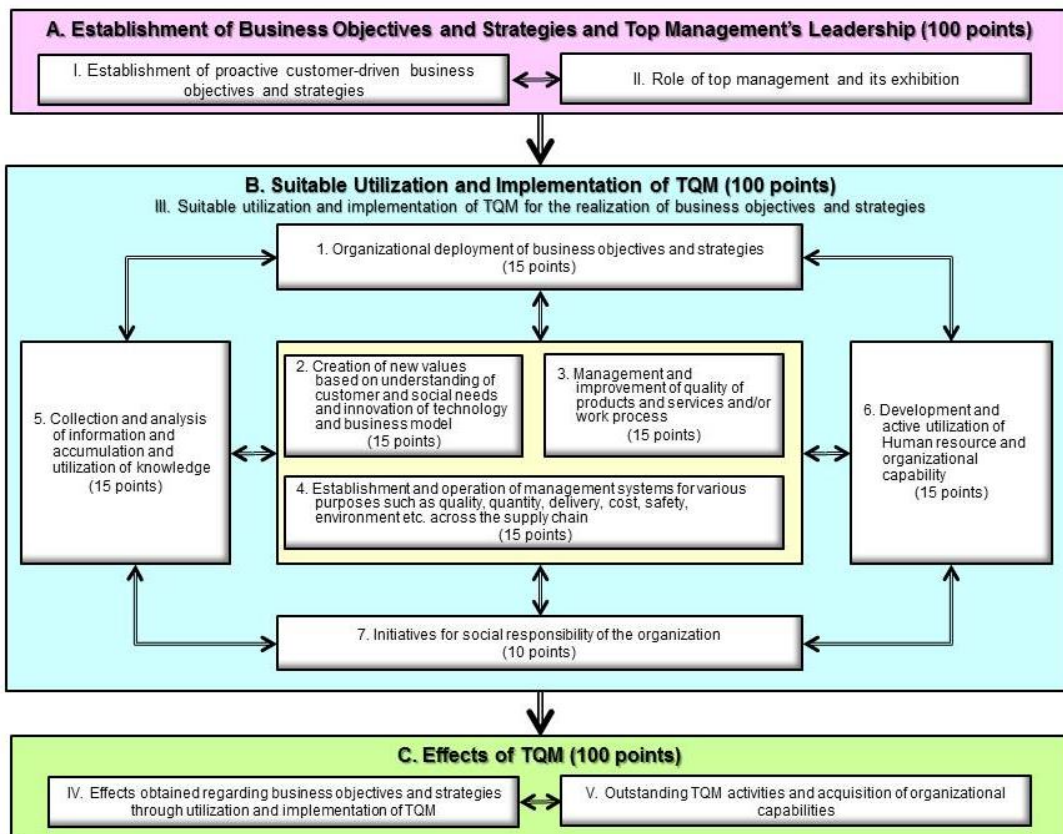 A. Establishment of Business Objectives and Strategies and Top Management's Leadership (100 points)
I. Establishment of proactive customer-driven business
objectives and strategies
II. Role of top management and its exhibition
B. Suitable Utilization and Implementation of TQM (100 points)
III. Suitable utilization and implementation of TQM for the realization of business objectives and strategies
1. Organizational deployment of business objectives and strategies
(15 points)
2. Creation of new values
based on understanding of
customer and social needs
and innovation of technology
and business model
(15 points)
3. Management and
improvement of quality of
products and services and/or
work process
(15 points)
4. Establishment and operation of management systems for various
purposes such as quality, quantity, delivery, cost, safety,
environment etc. across the supply chain
(15 points)
5. Collection and analysis
of information and
accumulation and
utilization of knowledge
(15 points)
6. Development and
active utilization of
Human resource and
organizational
capability
(15 points)
7. Initiatives for social responsibility of the organization
(10 points)
C. Effects of TQM (100 points)
IV. Effects obtained regarding business objectives and strategies
through utilization and implementation of TQM
V. Outstanding TQM activities and acquisition of organizational
capabilities